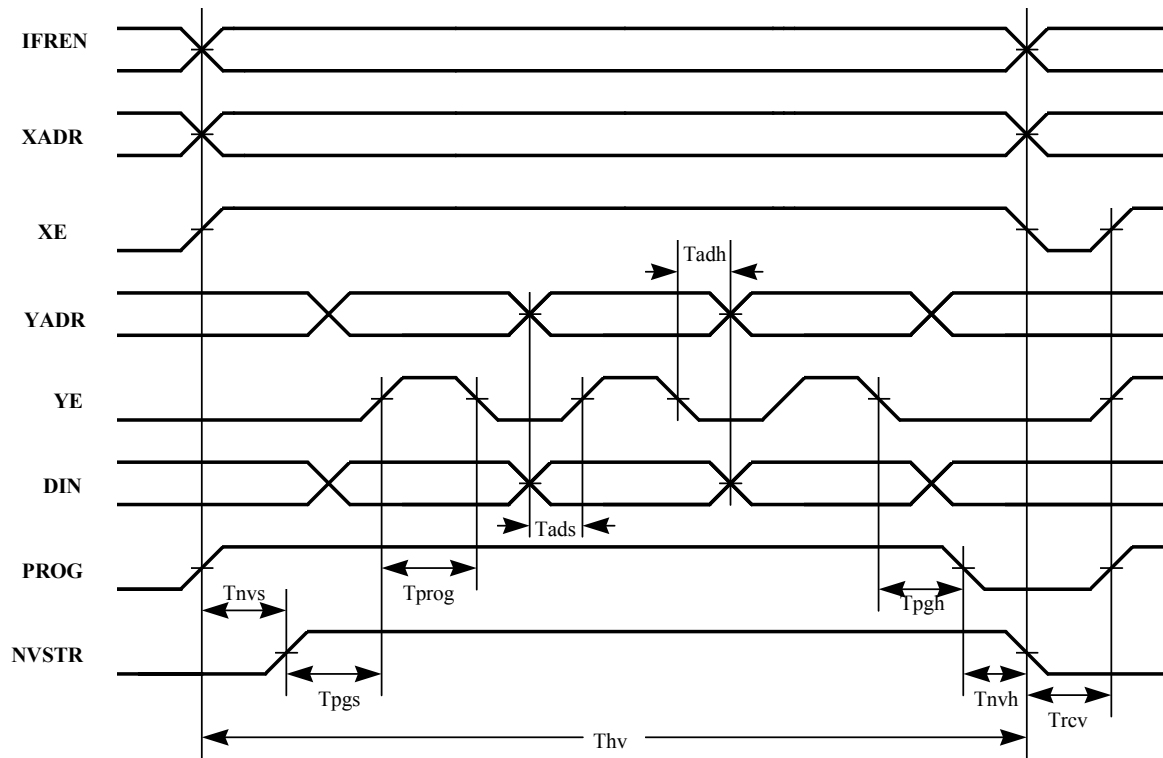 IFREN
XADR
XE
Tadh
YADR
YE
DIN
Tads
PROG
Tnvs
Tprog
Tpgh
NVSTR
Tpgs
Tnvh
Trcv
Thv